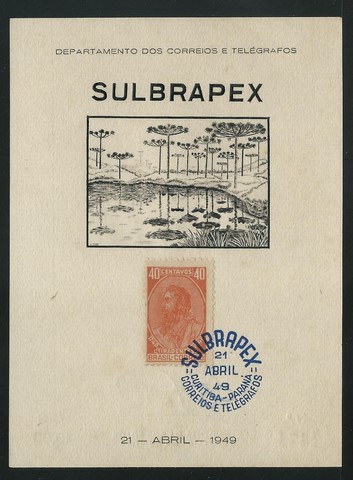 DEPARTAMENTO DOS CORREIOS E TELÉGRAFOS
SULBRAPEX
40 CENTAVOS 40
BRASIL-CORREIO
SULBRAPEX
21
ABRIL
49
CURITIBA-PARANÁ
CORREIOS E TELÉGRAFOS
21 — ABRIL — 1949